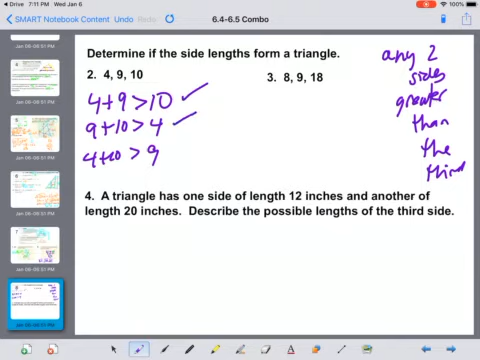 Drive 7:11 PM Wed Jan 6
SMART Notebook Content Undo 6.4-6.5 Combo
Determine if the side lengths form a triangle.
2. 4, 9, 10
3. 8, 9, 18
4+9>10 ✓
9+10>4 ✓
4+10>9
any 2
sides
greater
than
the
third
4. A triangle has one side of length 12 inches and another of
length 20 inches. Describe the possible lengths of the third side.